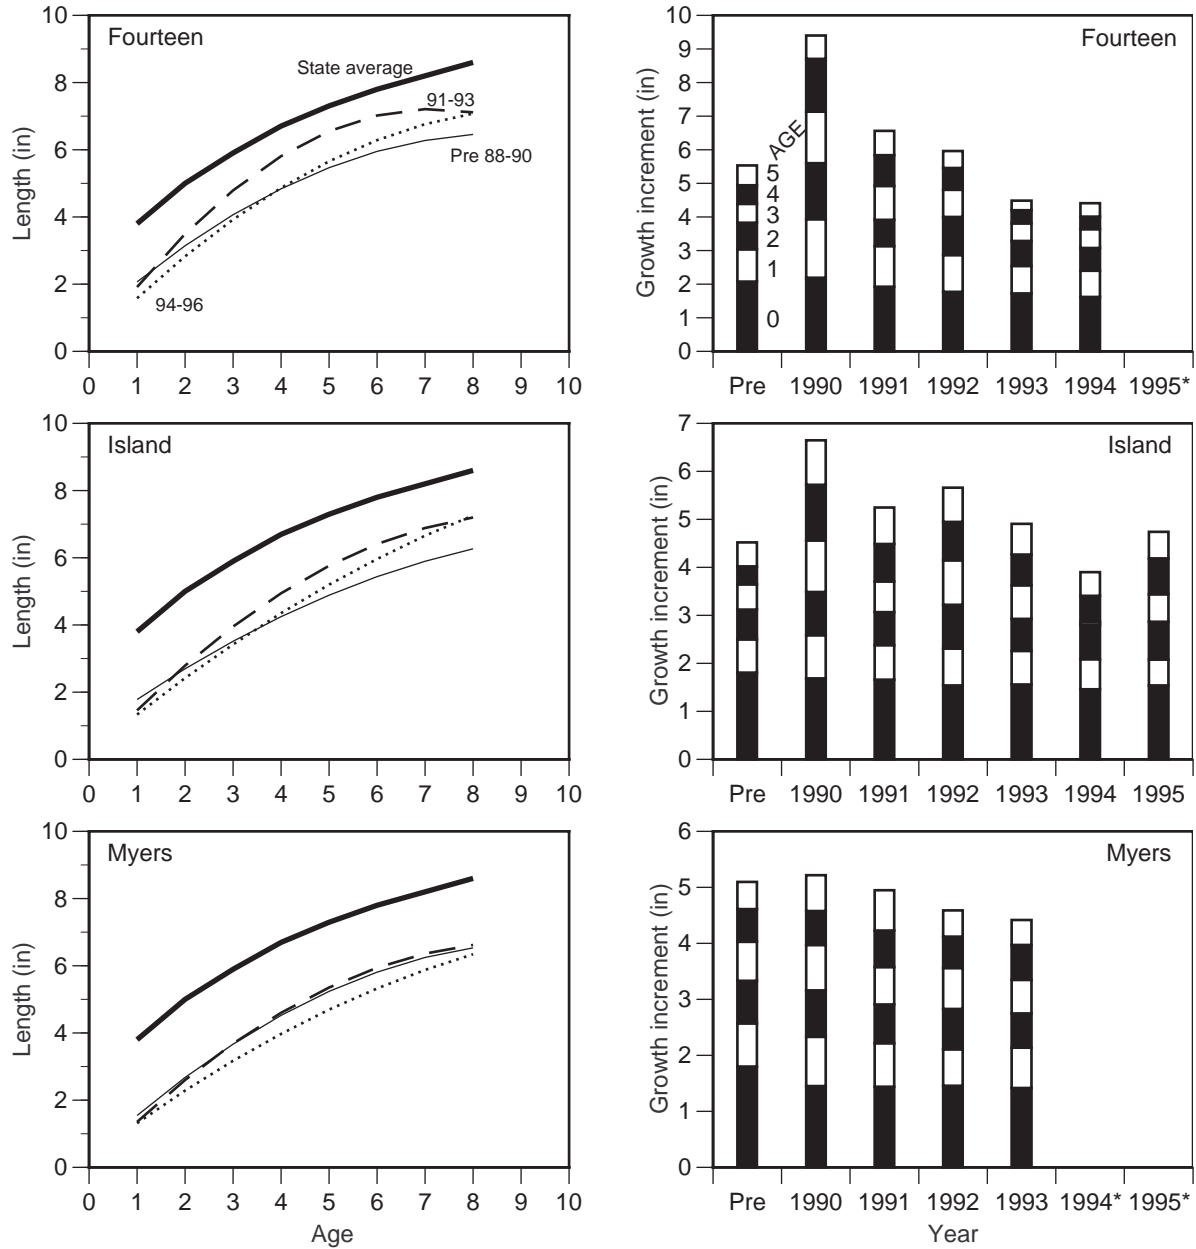 Fourteen
Length (in)
10
8
6
4
2
0
State average
91-93
Pre 88-90
94-96
0 1 2 3 4 5 6 7 8 9 10
Fourteen
Growth increment (in)
10
9
8
7
6
5
4
3
2
1
0
AGE
5
4
3
2
1
0
Pre 1990 1991 1992 1993 1994 1995*
Island
Length (in)
10
8
6
4
2
0
0 1 2 3 4 5 6 7 8 9 10
Island
Growth increment (in)
7
6
5
4
3
2
1
0
Pre 1990 1991 1992 1993 1994 1995
Myers
Length (in)
10
8
6
4
2
0
0 1 2 3 4 5 6 7 8 9 10
Age
Myers
Growth increment (in)
6
5
4
3
2
1
0
Pre 1990 1991 1992 1993 1994* 1995*
Year